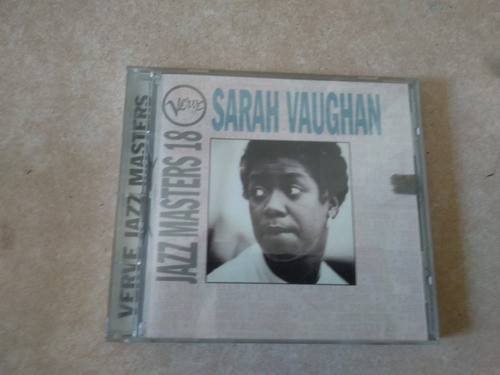 VERVE JAZZ MASTERS
JAZZ MASTERS 18
VERVE
SARAH VAUGHAN